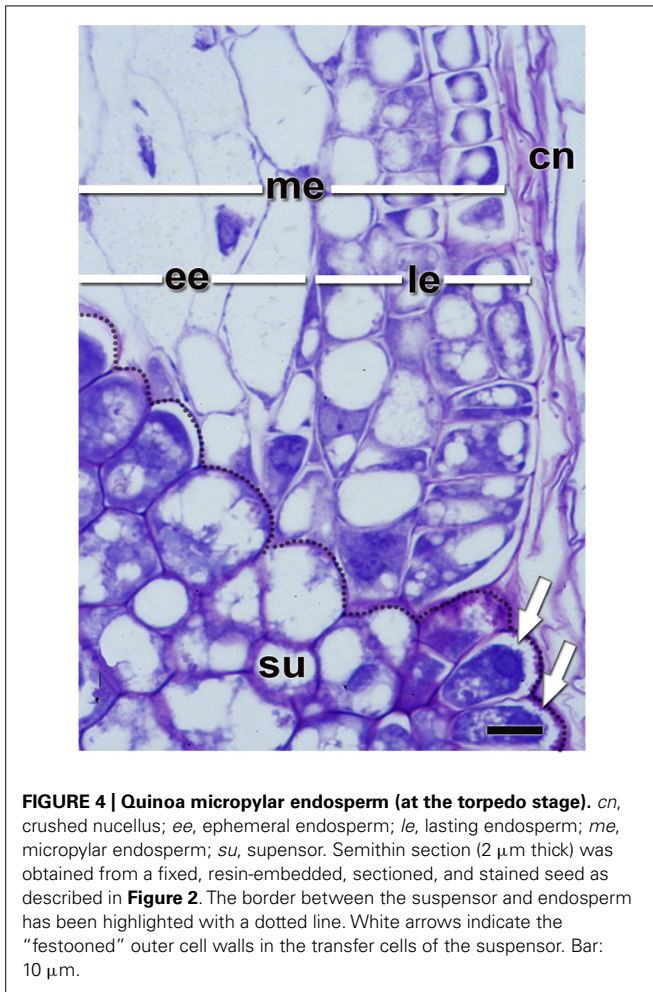 cn
me
ee
le
su
FIGURE 4 | Quinoa micropylar endosperm (at the torpedo stage). cn,
crushed nucellus; ee, ephemeral endosperm; le, lasting endosperm; me,
micropylar endosperm; su, supensor. Semithin section (2 μm thick) was
obtained from a fixed, resin-embedded, sectioned, and stained seed as
described in Figure 2. The border between the suspensor and endosperm
has been highlighted with a dotted line. White arrows indicate the
“festooned” outer cell walls in the transfer cells of the suspensor. Bar:
10 μm.